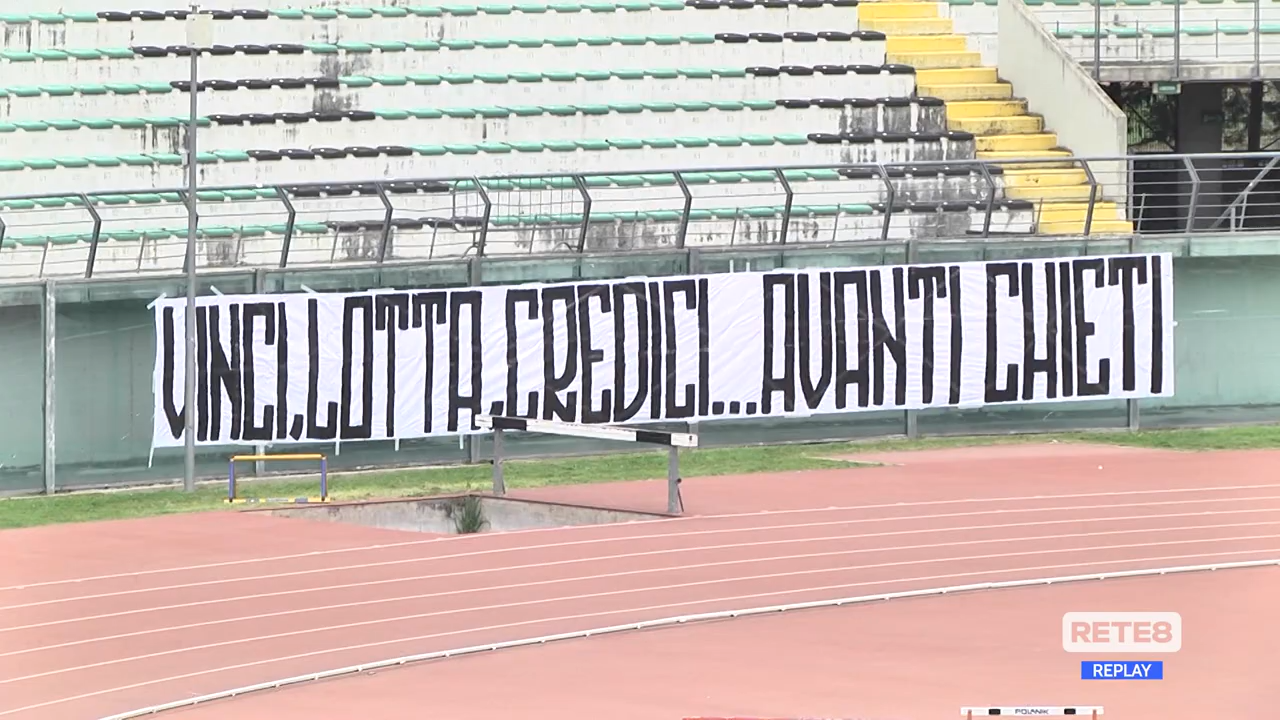 VINCI, LOTTA, CREDICI... AVANTI CHIETI
RETE8
REPLAY
POLANIK